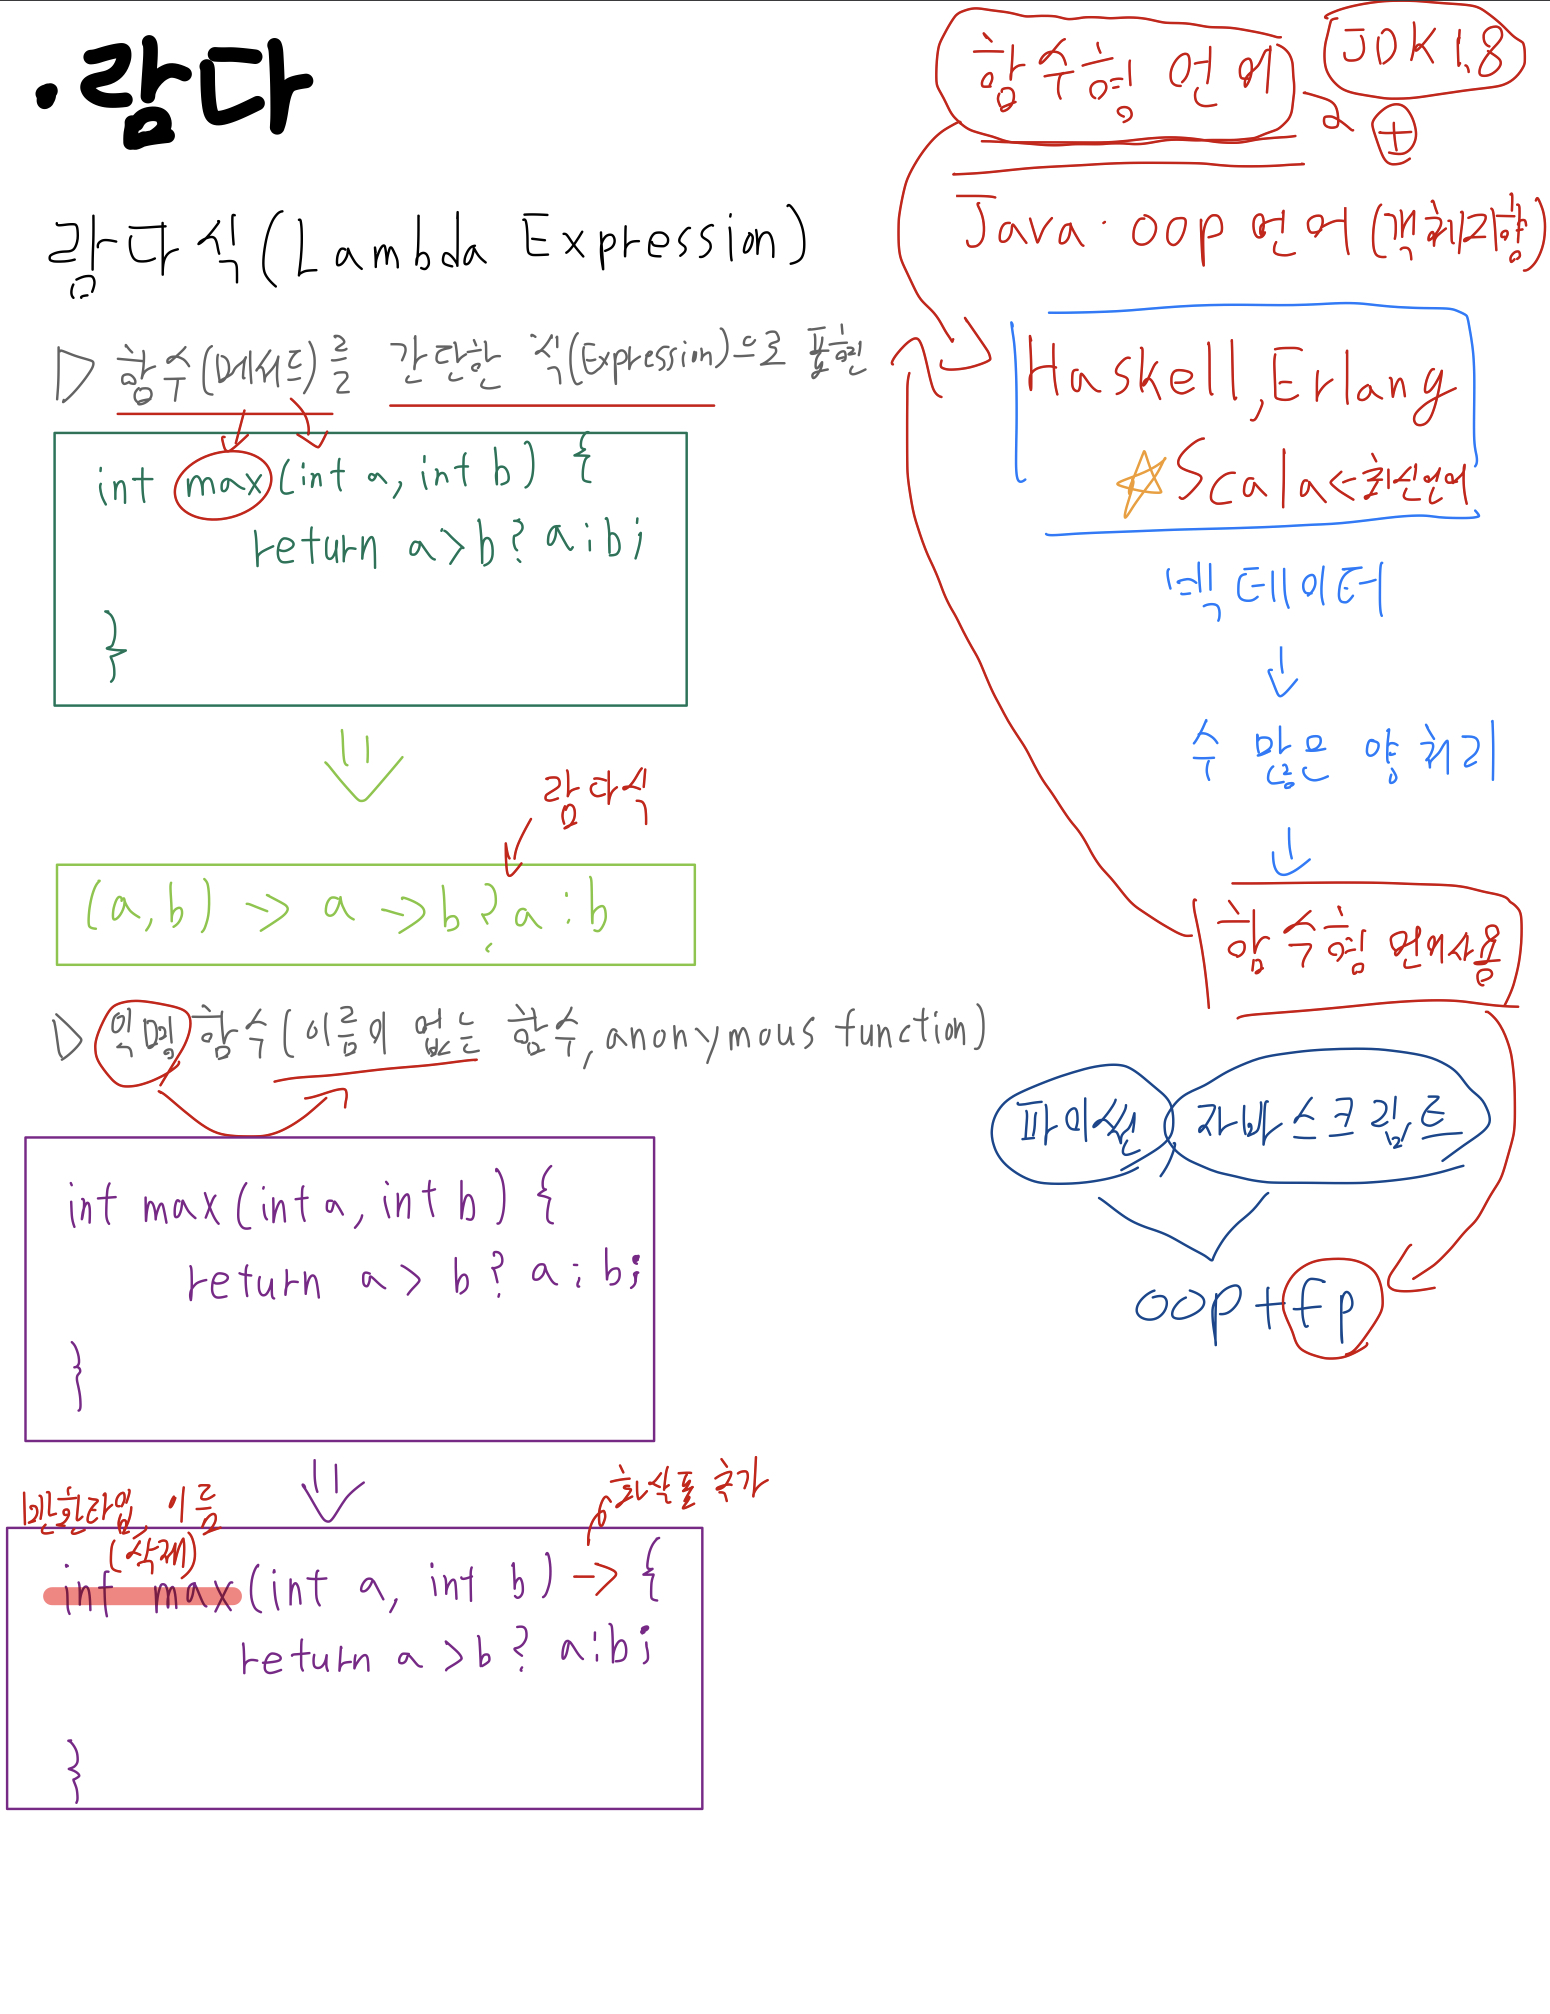 ·람다
람다식(Lambda Expression)
▷ 함수(메서드)를 간단한 식(Expression)으로 표현
int max(int a, int b) {
return a>b? a:b;
}
람다식
(a,b) -> a ->b?a:b
▷ 익명함수(이름이 없는 함수, anonymous function)
int max(int a, int b) {
return a> b? a:b;
}
반환타입, 이름
(삭제)
화살표 추가
int max(int a, int b) -> {
return a>b? a:b;
}
함수형 언어
JDK1.8
Java·OOP언어(객체지향)
Haskell,Erlang
☆Scala<-최신언어
빅데이터
수 많은 양 처리
함수형 언어사용
파이썬 자바스크립트
OOP+fp